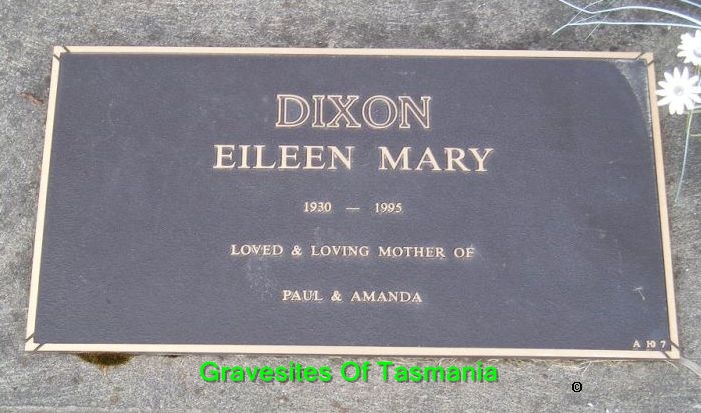 DIXON
EILEEN MARY
1930 — 1995
LOVED & LOVING MOTHER OF
PAUL & AMANDA
A 10 7
Gravesites Of Tasmania
©